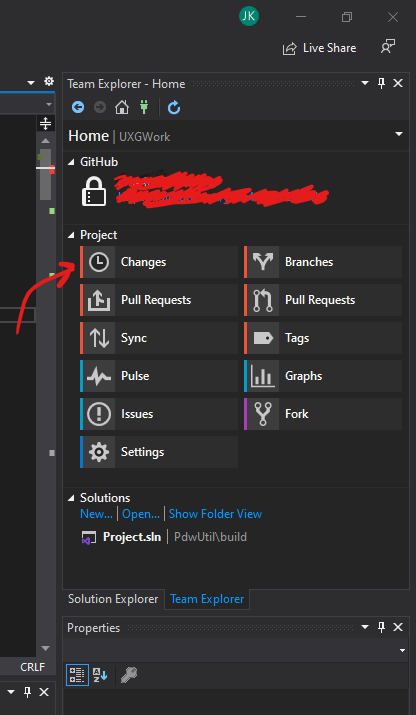 JK
Live Share
Team Explorer - Home
Home | UXGWork
GitHub
Project
Changes
Branches
Pull Requests
Pull Requests
Sync
Tags
Pulse
Graphs
Issues
Fork
Settings
Solutions
New... | Open... | Show Folder View
Project.sln | PdwUtil\build
Solution Explorer Team Explorer
Properties
CRLF